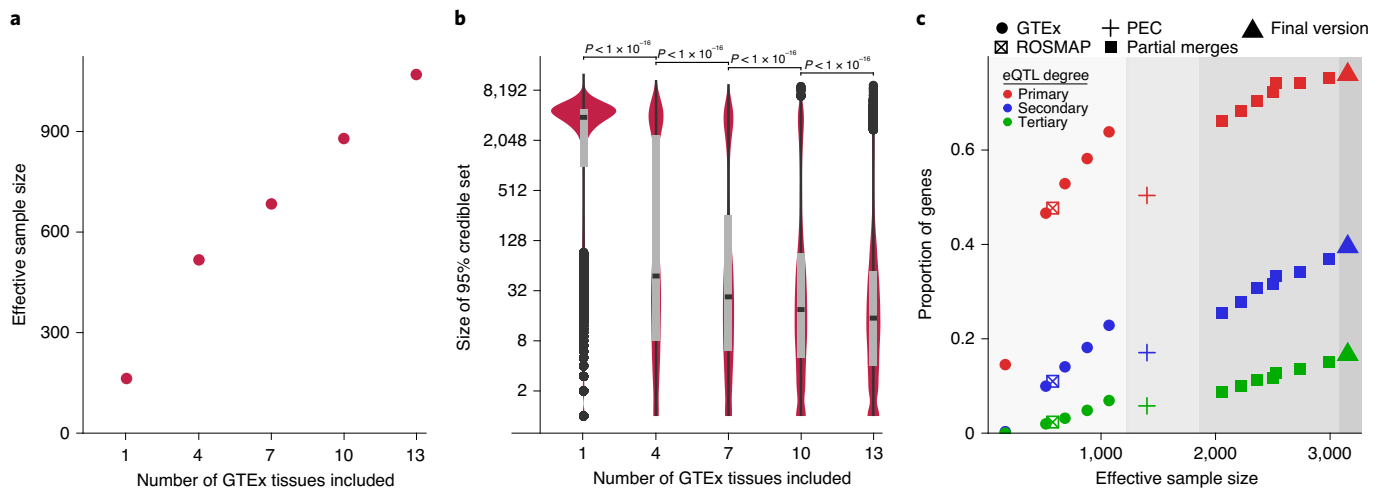 a
900
600
300
0
1
4
7
10
13
Effective sample size
Number of GTEx tissues included
b
P < 1 × 10⁻¹⁶
P < 1 × 10⁻¹⁶
P < 1 × 10⁻¹⁶
P < 1 × 10⁻¹⁶
8,192
2,048
512
128
32
8
2
1
4
7
10
13
Size of 95% credible set
Number of GTEx tissues included
c
GTEx
PEC
Final version
ROSMAP
Partial merges
eQTL degree
Primary
Secondary
Tertiary
0.6
0.4
0.2
0
1,000
2,000
3,000
Proportion of genes
Effective sample size